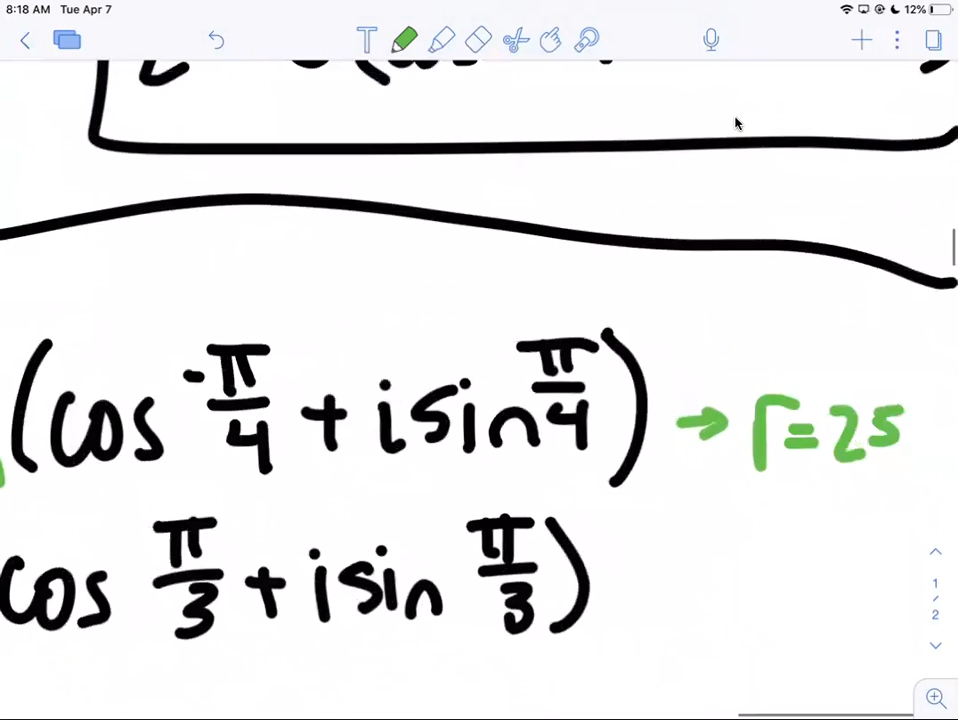 8:18 AM Tue Apr 7 12%
(cos -π/4 + i sin π/4) → r = 25
cos π/3 + i sin π/3)
1
/
2